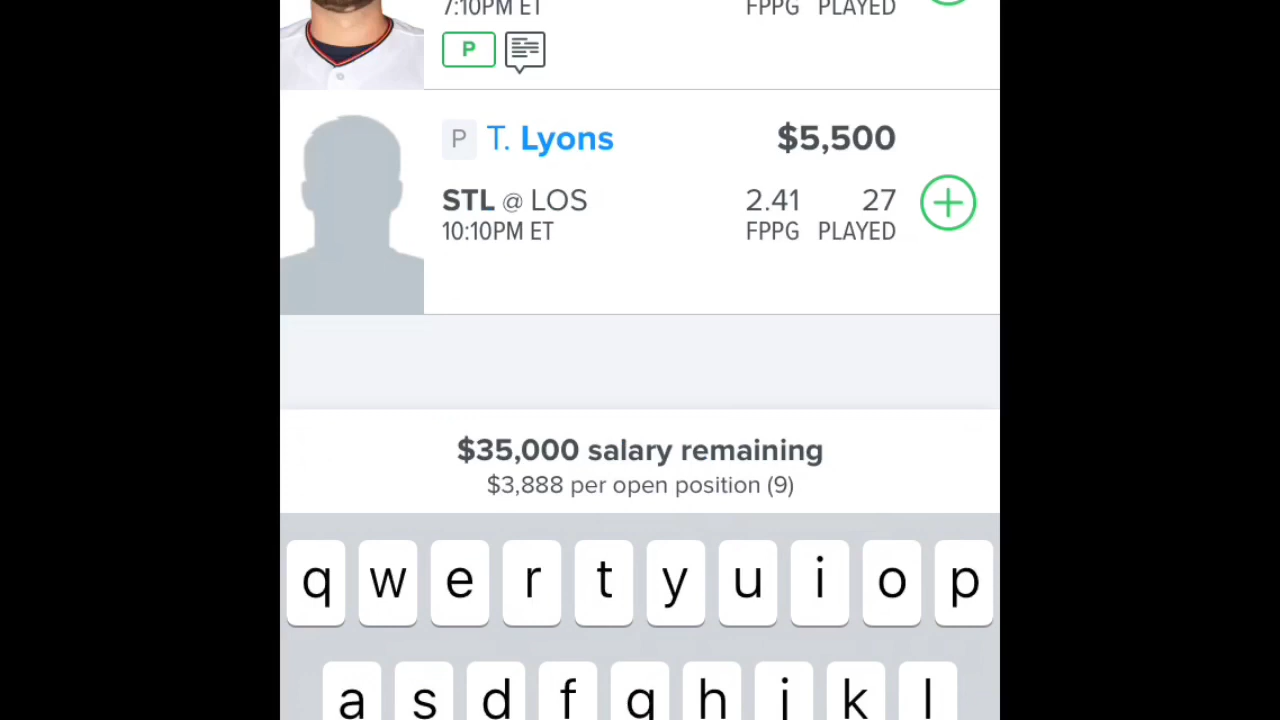 7:10PM ET FPPG PLAYED
P
P T. Lyons $5,500
STL @ LOS 2.41 27
10:10PM ET FPPG PLAYED
$35,000 salary remaining
$3,888 per open position (9)
q w e r t y u i o p
a s d f g h j k l